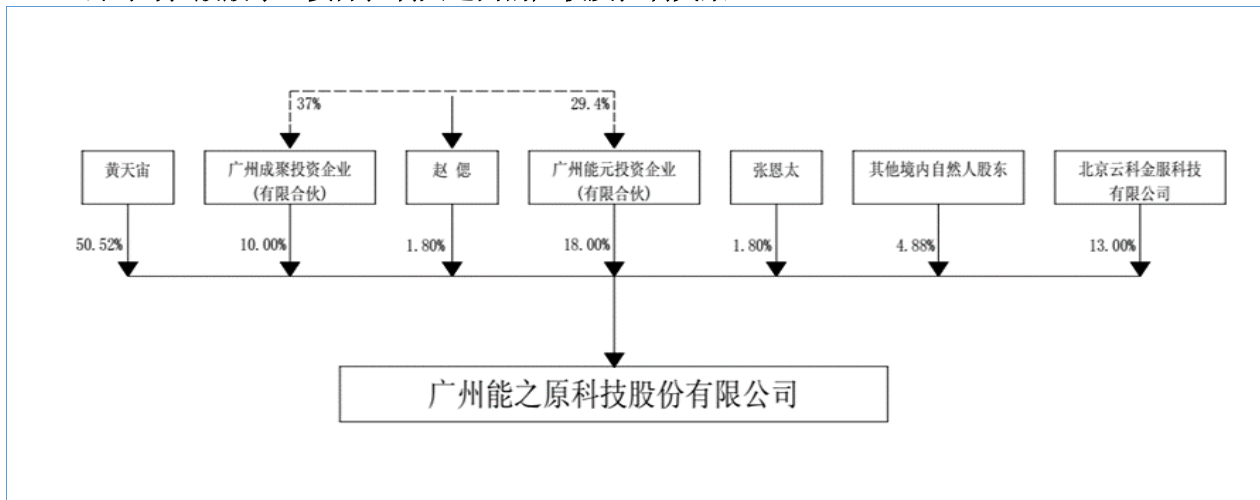 37%
29.4%
黄天宙
广州成聚投资企业
(有限合伙)
赵 偲
广州能元投资企业
(有限合伙)
张恩太
其他境内自然人股东
北京云科金服科技
有限公司
50.52%
10.00%
1.80%
18.00%
1.80%
4.88%
13.00%
广州能之原科技股份有限公司